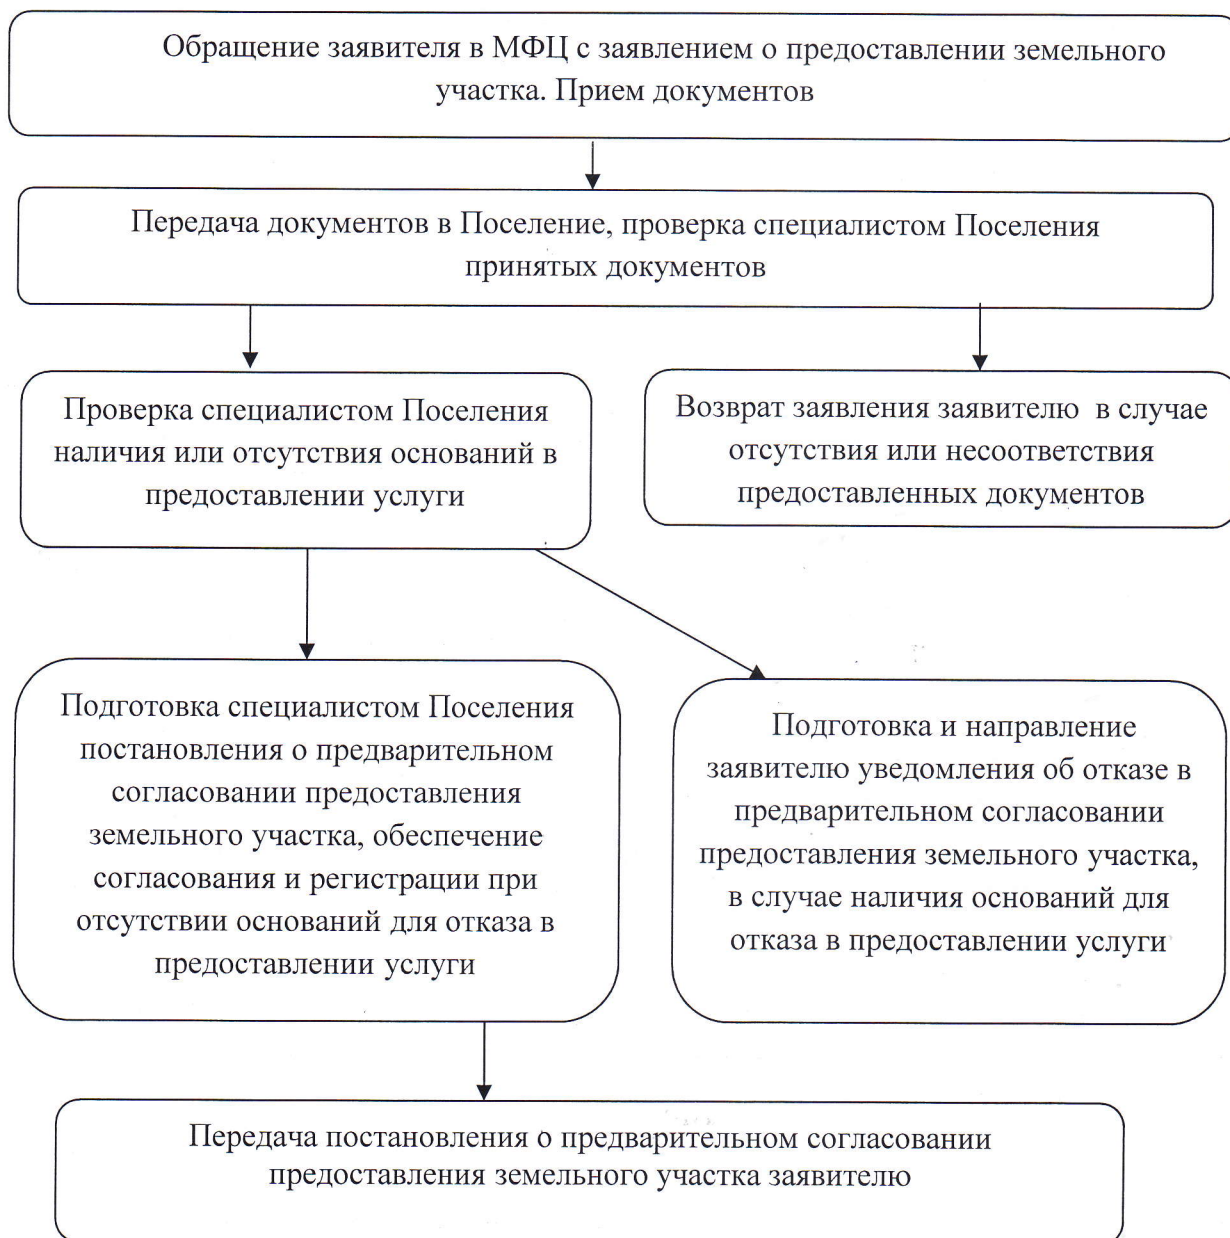 Обращение заявителя в МФЦ с заявлением о предоставлении земельного
участка. Прием документов
Передача документов в Поселение, проверка специалистом Поселения
принятых документов
Проверка специалистом Поселения
наличия или отсутствия оснований в
предоставлении услуги
Возврат заявления заявителю в случае
отсутствия или несоответствия
предоставленных документов
Подготовка специалистом Поселения
постановления о предварительном
согласовании предоставления
земельного участка, обеспечение
согласования и регистрации при
отсутствии оснований для отказа в
предоставлении услуги
Подготовка и направление
заявителю уведомления об отказе в
предварительном согласовании
предоставления земельного участка,
в случае наличия оснований для
отказа в предоставлении услуги
Передача постановления о предварительном согласовании
предоставления земельного участка заявителю